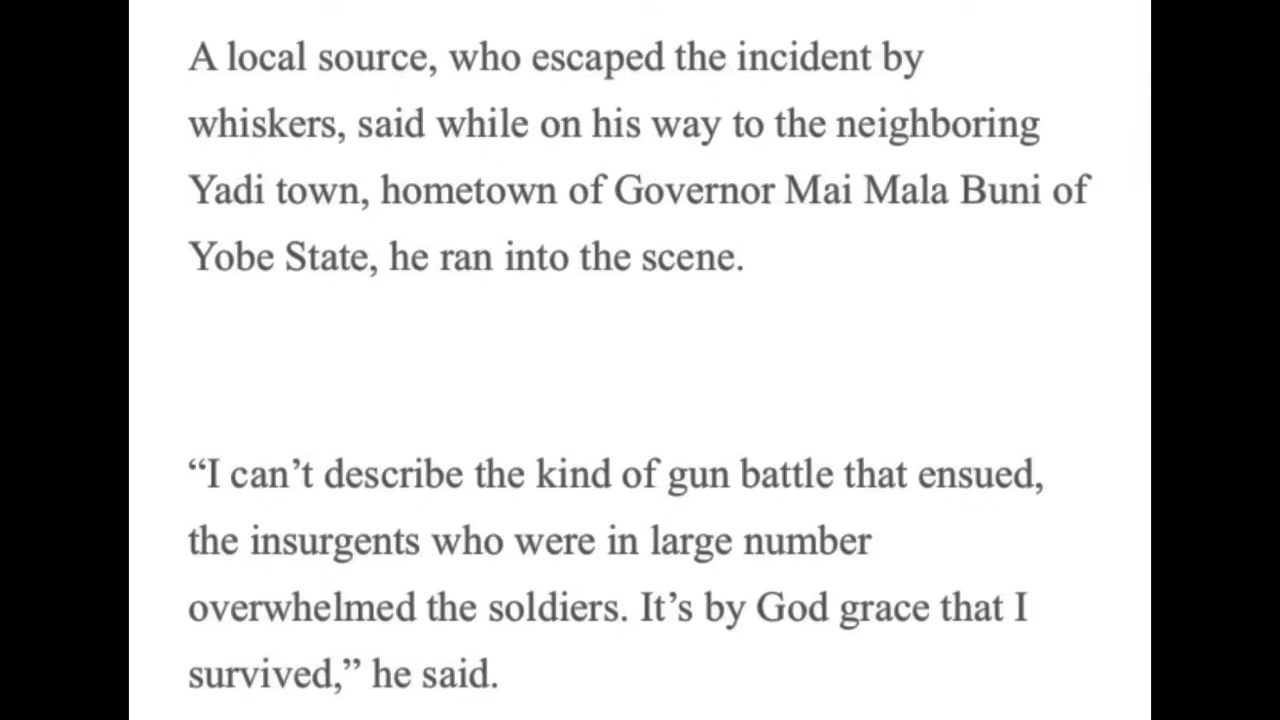 A local source, who escaped the incident by
whiskers, said while on his way to the neighboring
Yadi town, hometown of Governor Mai Mala Buni of
Yobe State, he ran into the scene.
“I can’t describe the kind of gun battle that ensued,
the insurgents who were in large number
overwhelmed the soldiers. It’s by God grace that I
survived,” he said.